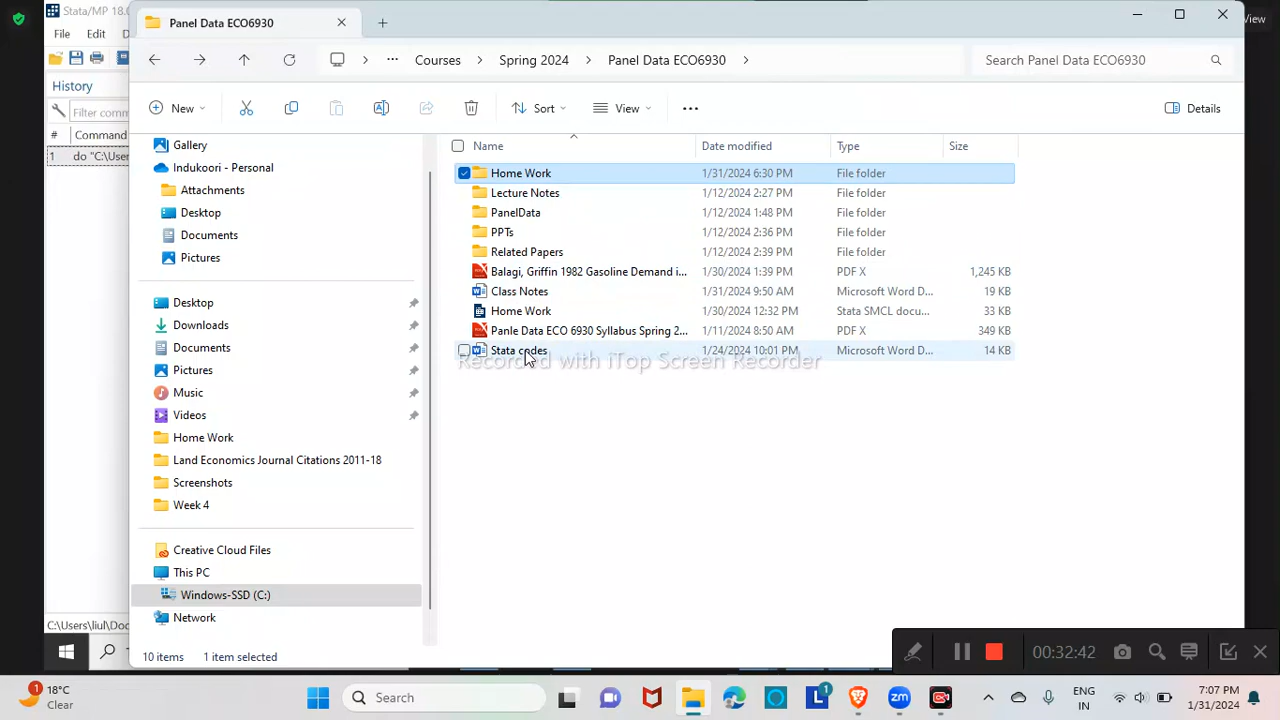 Stata/MP 18.0
Panel Data ECO6930
View
File
Edit
Courses
Spring 2024
Panel Data ECO6930
Search Panel Data ECO6930
History
New
Sort
View
Details
Filter comm
# Command
Gallery
Name
Date modified
Type
Size
1 do "C:\User
Indukoori - Personal
Home Work 1/31/2024 6:30 PM File folder
Attachments
Lecture Notes 1/12/2024 2:27 PM File folder
Desktop
PanelData 1/12/2024 1:48 PM File folder
Documents
PPTs 1/12/2024 2:36 PM File folder
Pictures
Related Papers 1/12/2024 2:39 PM File folder
Balagi, Griffin 1982 Gasoline Demand i... 1/30/2024 1:39 PM PDF X 1,245 KB
Class Notes 1/31/2024 9:50 AM Microsoft Word D... 19 KB
Desktop
Home Work 1/30/2024 12:32 PM Stata SMCL docu... 33 KB
Downloads
Panle Data ECO 6930 Syllabus Spring 2... 1/11/2024 8:50 AM PDF X 349 KB
Documents
Stata codes 1/24/2024 10:01 PM Microsoft Word D... 14 KB
Recorded with iTop Screen Recorder
Pictures
Music
Videos
Home Work
Land Economics Journal Citations 2011-18
Screenshots
Week 4
Creative Cloud Files
This PC
Windows-SSD (C:)
Network
C:\Users\liul\Doc
10 items
1 item selected
00:32:42
1
18°C
Clear
Search
1
ENG
IN
7:07 PM
1/31/2024